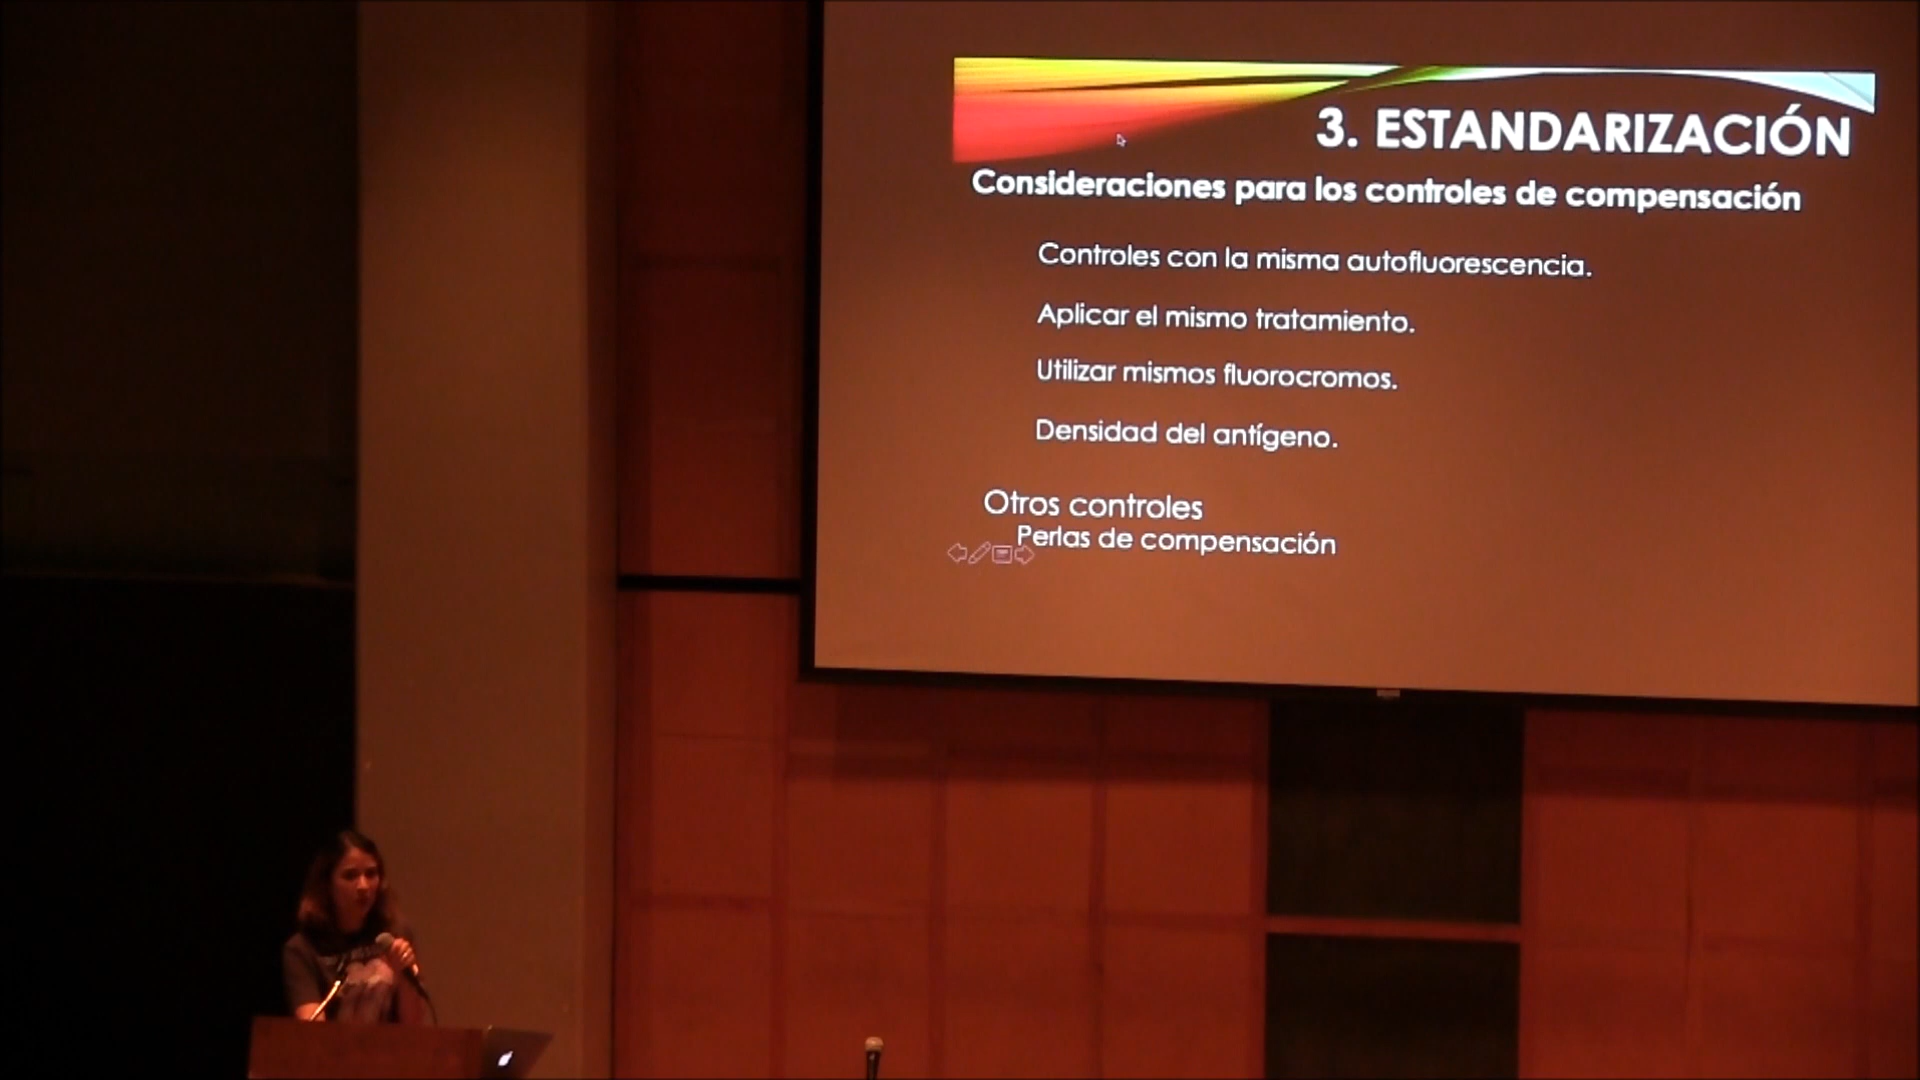 3. ESTANDARIZACIÓN
Consideraciones para los controles de compensación
Controles con la misma autofluorescencia.
Aplicar el mismo tratamiento.
Utilizar mismos fluorocromos.
Densidad del antígeno.
Otros controles
Perlas de compensación